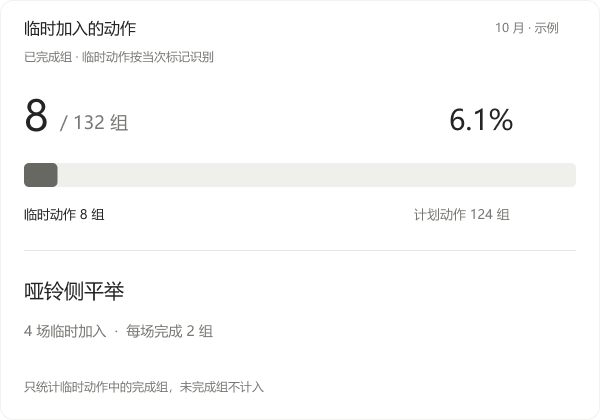 临时加入的动作
10 月 · 示例
已完成组 · 临时动作按当次标记识别
8 / 132 组
6.1%
临时动作 8 组
计划动作 124 组
哑铃侧平举
4 场临时加入 · 每场完成 2 组
只统计临时动作中的完成组，未完成组不计入